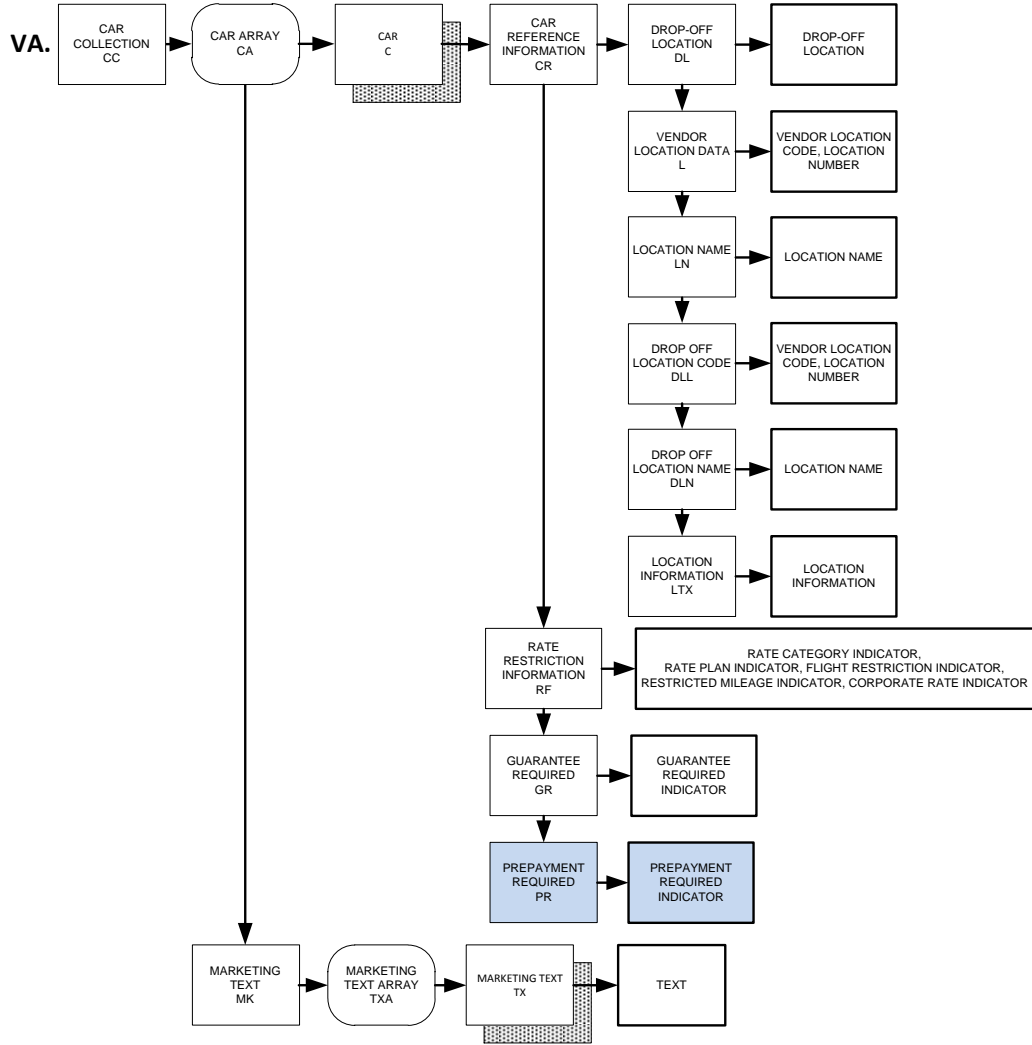 VA.
CAR
COLLECTION
CC
CAR ARRAY
CA
CAR
C
CAR
REFERENCE
INFORMATION
CR
DROP-OFF
LOCATION
DL
DROP-OFF
LOCATION
VENDOR
LOCATION DATA
L
VENDOR LOCATION
CODE, LOCATION
NUMBER
LOCATION NAME
LN
LOCATION NAME
DROP OFF
LOCATION CODE
DLL
VENDOR LOCATION
CODE, LOCATION
NUMBER
DROP OFF
LOCATION NAME
DLN
LOCATION NAME
LOCATION
INFORMATION
LTX
LOCATION
INFORMATION
RATE
RESTRICTION
INFORMATION
RF
RATE CATEGORY INDICATOR,
RATE PLAN INDICATOR, FLIGHT RESTRICTION INDICATOR,
RESTRICTED MILEAGE INDICATOR, CORPORATE RATE INDICATOR
GUARANTEE
REQUIRED
GR
GUARANTEE
REQUIRED
INDICATOR
PREPAYMENT
REQUIRED
PR
PREPAYMENT
REQUIRED
INDICATOR
MARKETING
TEXT
MK
MARKETING
TEXT ARRAY
TXA
MARKETING TEXT
TX
TEXT